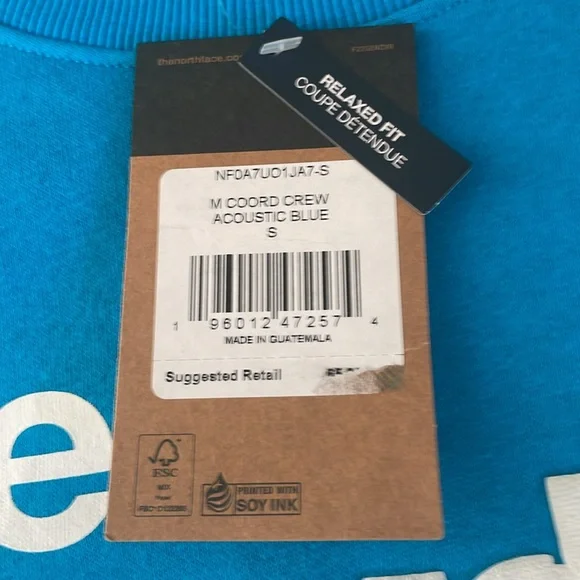 thenorthface.co
RELAXED FIT
COUPE DÉTENDUE
NF0A7UO1JA7-S
M COORD CREW
ACOUSTIC BLUE
S
1 96012 47257 4
MADE IN GUATEMALA
Suggested Retail
FSC
MIX
PRINTED WITH
SOY INK
e